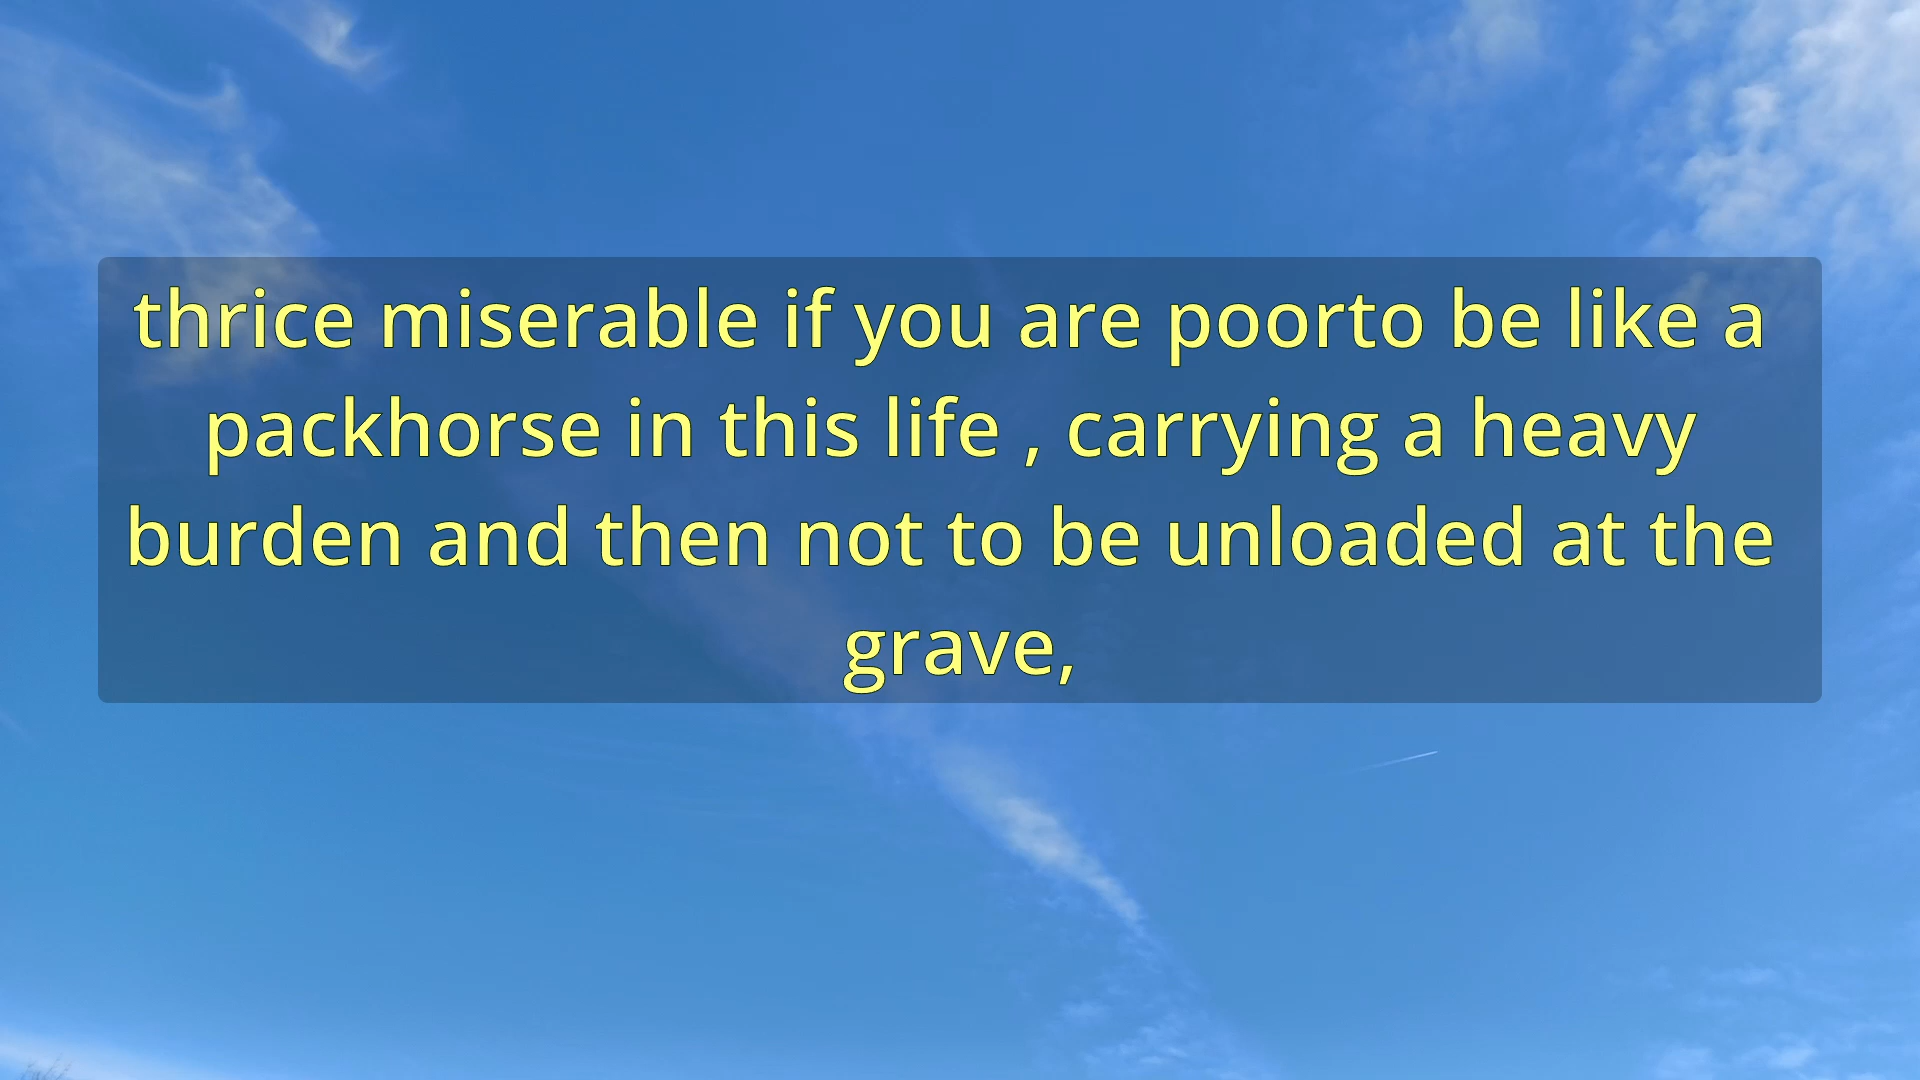 thrice miserable if you are poorto be like a
packhorse in this life , carrying a heavy
burden and then not to be unloaded at the
grave,